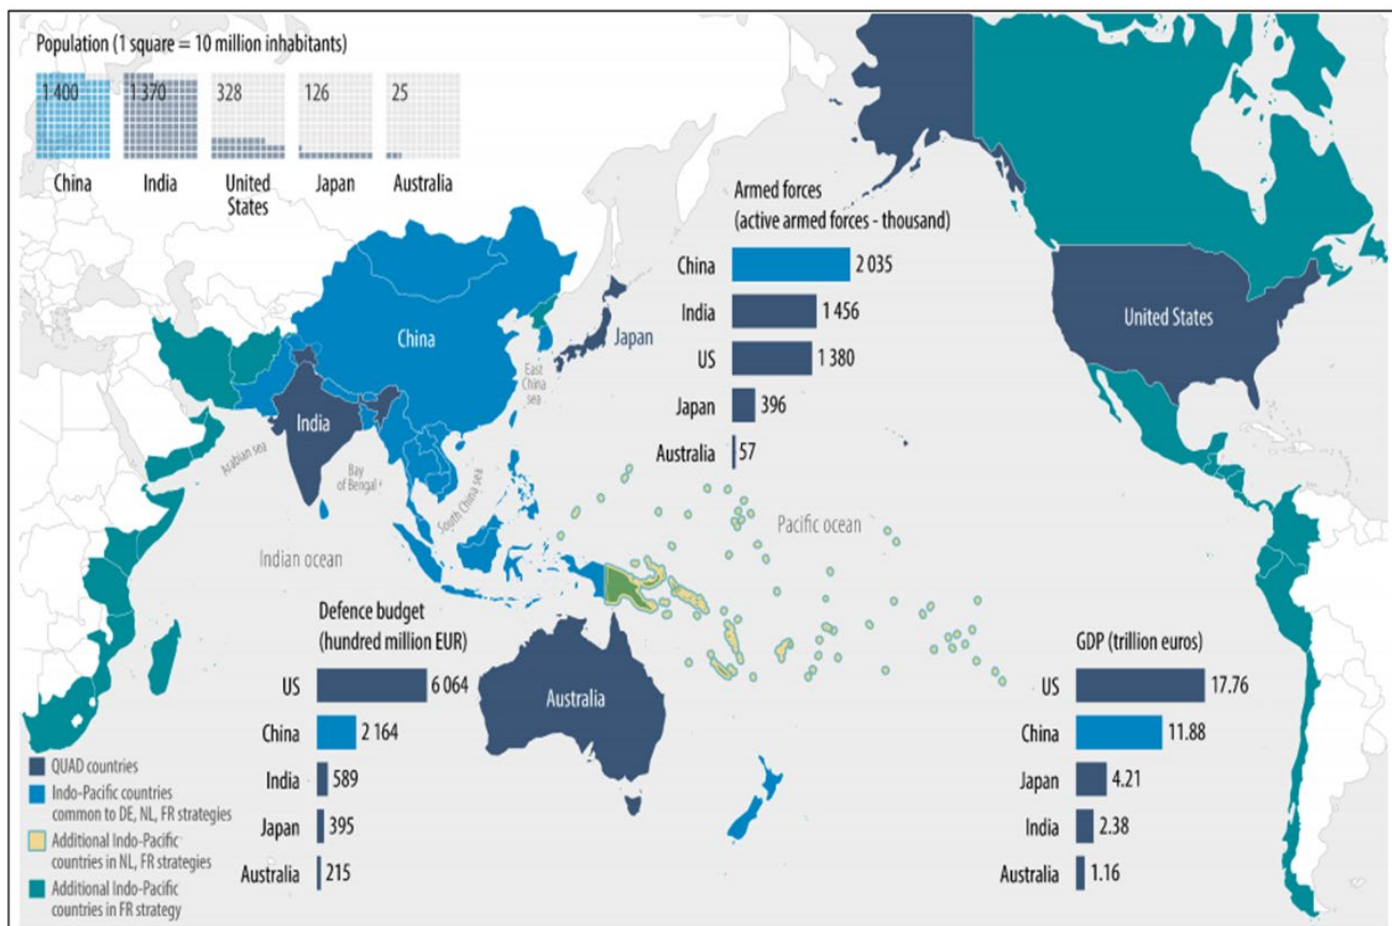 Population (1 square = 10 million inhabitants)
1 400
1 370
328
126
25
China
India
United
States
Japan
Australia
Armed forces
(active armed forces - thousand)
China
2 035
India
1 456
US
1 380
Japan
396
Australia
57
United States
China
Japan
East
China
sea
India
Arabian sea
Bay
of Bengal
South China sea
Pacific ocean
Indian ocean
Defence budget
(hundred million EUR)
US
6 064
China
2 164
India
589
Japan
395
Australia
215
Australia
GDP (trillion euros)
US
17.76
China
11.88
Japan
4.21
India
2.38
Australia
1.16
QUAD countries
Indo-Pacific countries
common to DE, NL, FR strategies
Additional Indo-Pacific
countries in NL, FR strategies
Additional Indo-Pacific
countries in FR strategy